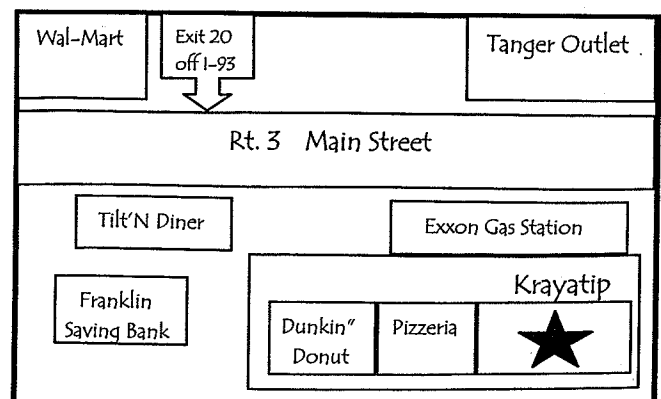 Wal-Mart
Exit 20
off I-93
Tanger Outlet
Rt. 3 Main Street
Tilt'N Diner
Exxon Gas Station
Franklin
Saving Bank
Krayatip
Dunkin"
Donut
Pizzeria